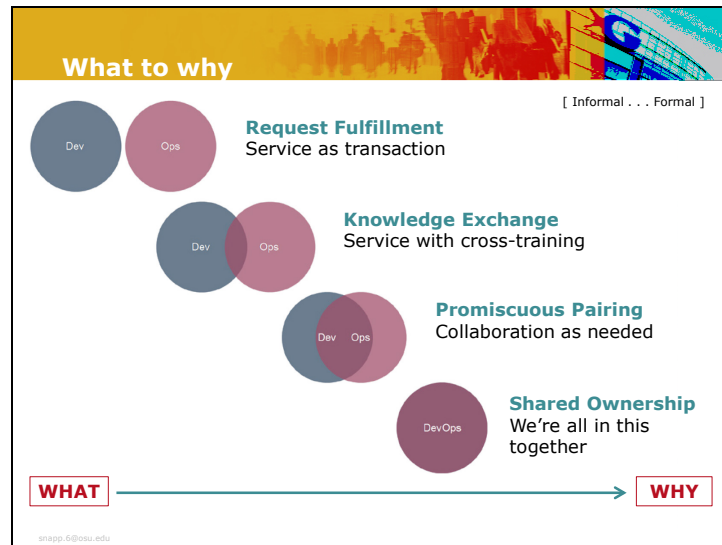 What to why
[ Informal . . . Formal ]
Dev
Ops
Request Fulfillment
Service as transaction
Dev
Ops
Knowledge Exchange
Service with cross-training
Dev
Ops
Promiscuous Pairing
Collaboration as needed
DevOps
Shared Ownership
We’re all in this
together
WHAT
WHY
snapp.6@osu.edu
G